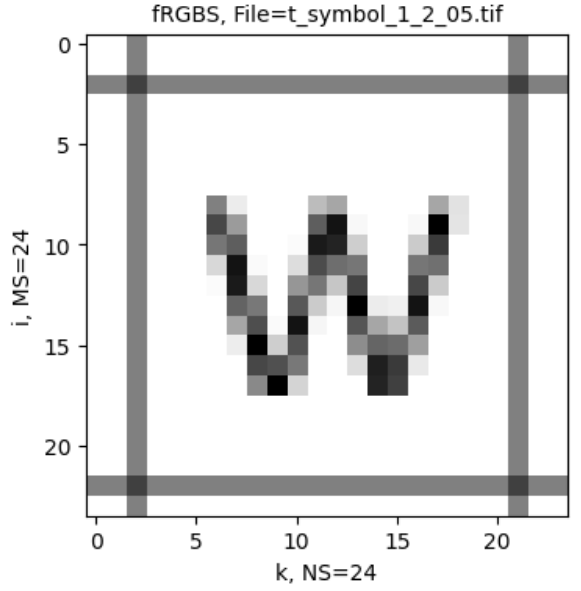 fRGBS, File=t_symbol_1_2_05.tif
0
5
10
15
20
i, MS=24
w
0 5 10 15 20
k, NS=24